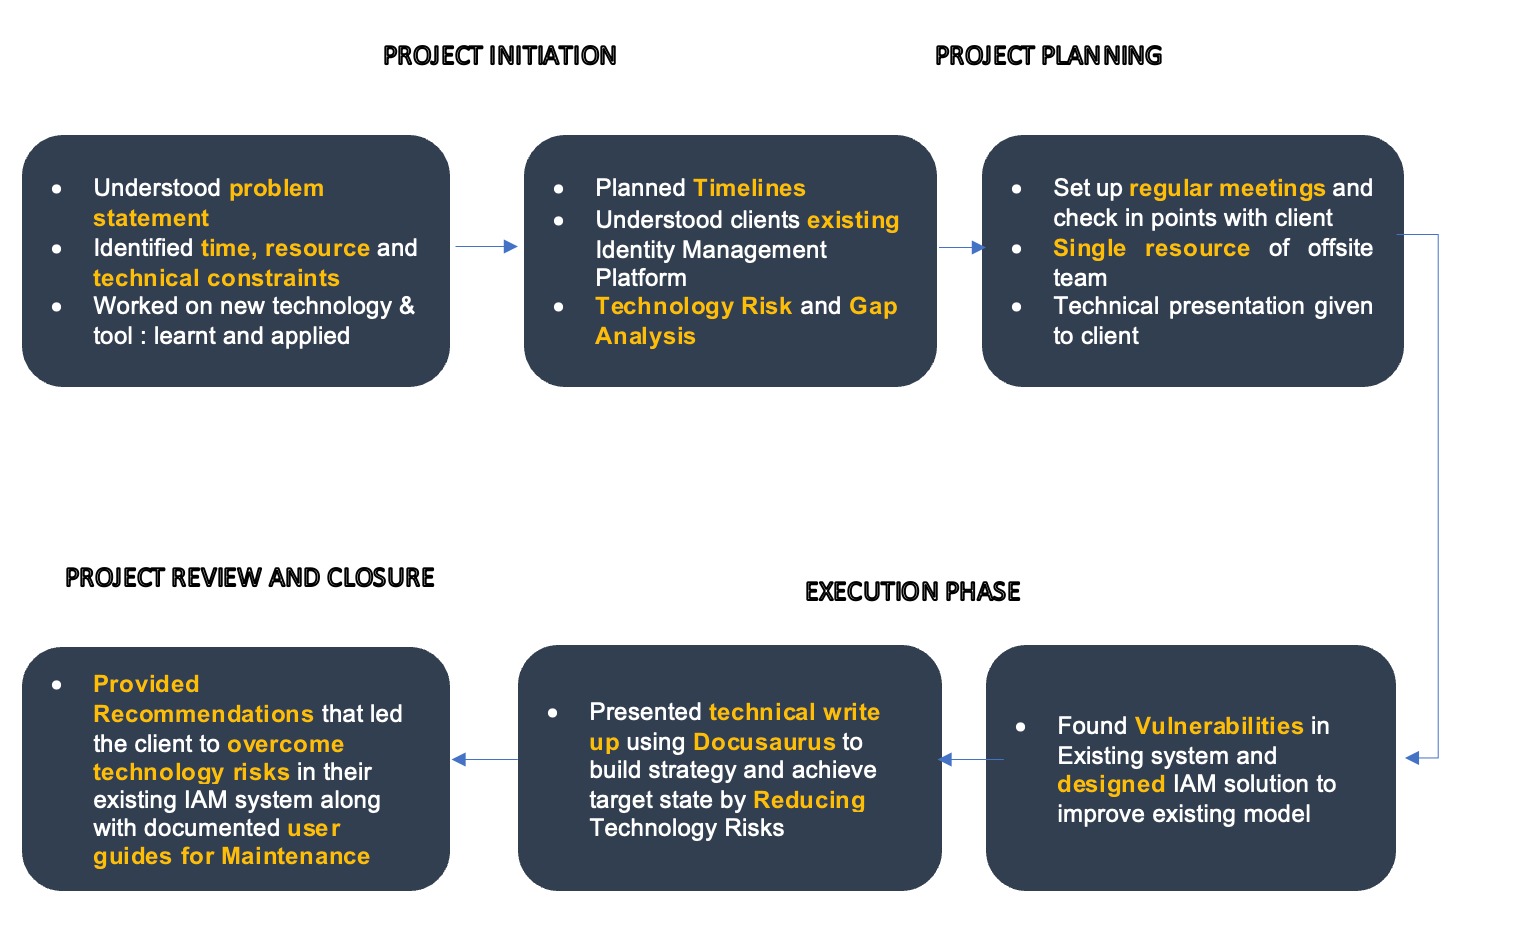 PROJECT INITIATION
PROJECT PLANNING
• Understood problem
statement
• Identified time, resource and
technical constraints
• Worked on new technology &
tool : learnt and applied
• Planned Timelines
• Understood clients existing
Identity Management
Platform
• Technology Risk and Gap
Analysis
• Set up regular meetings and
check in points with client
• Single resource of offsite
team
• Technical presentation given
to client
PROJECT REVIEW AND CLOSURE
EXECUTION PHASE
• Provided
Recommendations that led
the client to overcome
technology risks in their
existing IAM system along
with documented user
guides for Maintenance
• Presented technical write
up using Docusaurus to
build strategy and achieve
target state by Reducing
Technology Risks
• Found Vulnerabilities in
Existing system and
designed IAM solution to
improve existing model